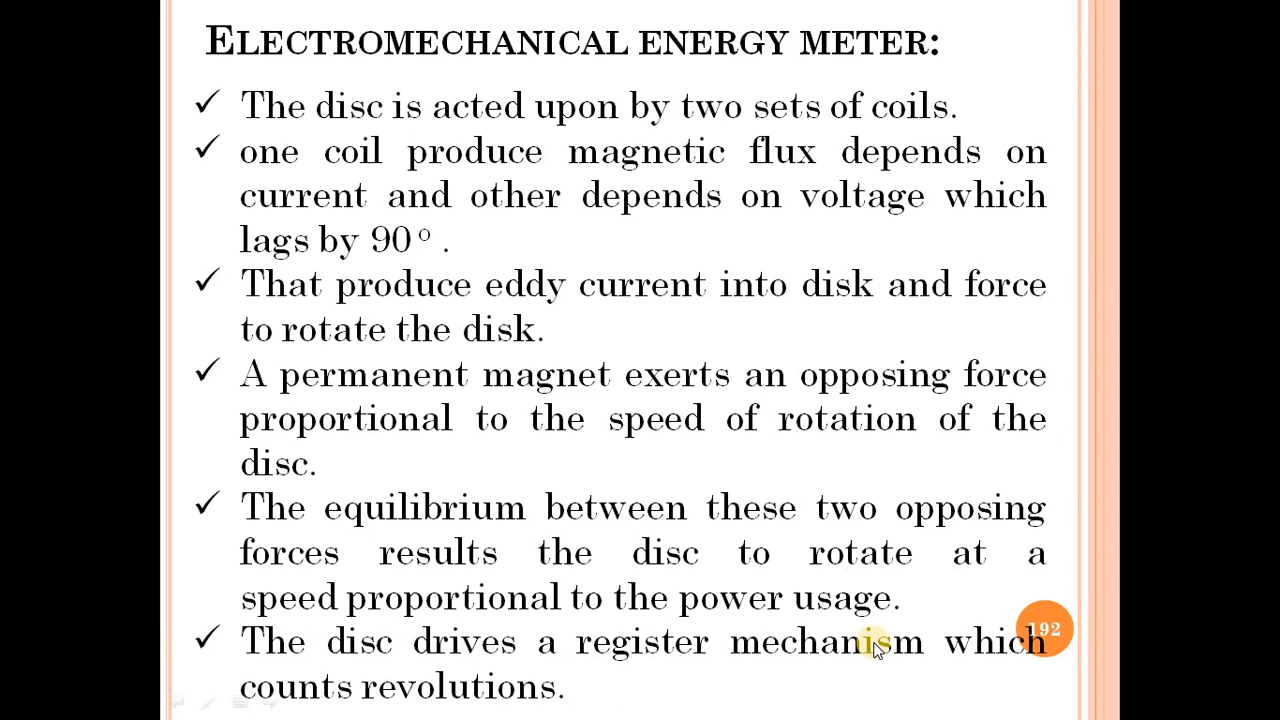 ELECTROMECHANICAL ENERGY METER:
✓ The disc is acted upon by two sets of coils.
✓ one coil produce magnetic flux depends on
current and other depends on voltage which
lags by 90° .
✓ That produce eddy current into disk and force
to rotate the disk.
✓ A permanent magnet exerts an opposing force
proportional to the speed of rotation of the
disc.
✓ The equilibrium between these two opposing
forces results the disc to rotate at a
speed proportional to the power usage.
192
✓ The disc drives a register mechanism which
counts revolutions.